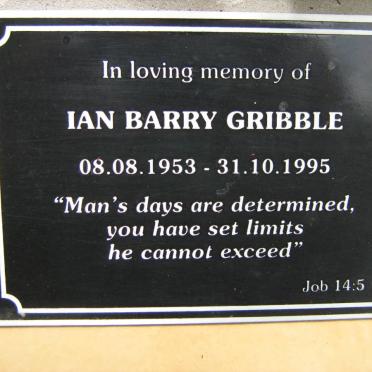 In loving memory of
IAN BARRY GRIBBLE
08.08.1953 - 31.10.1995
“Man's days are determined,
you have set limits
he cannot exceed”
Job 14:5